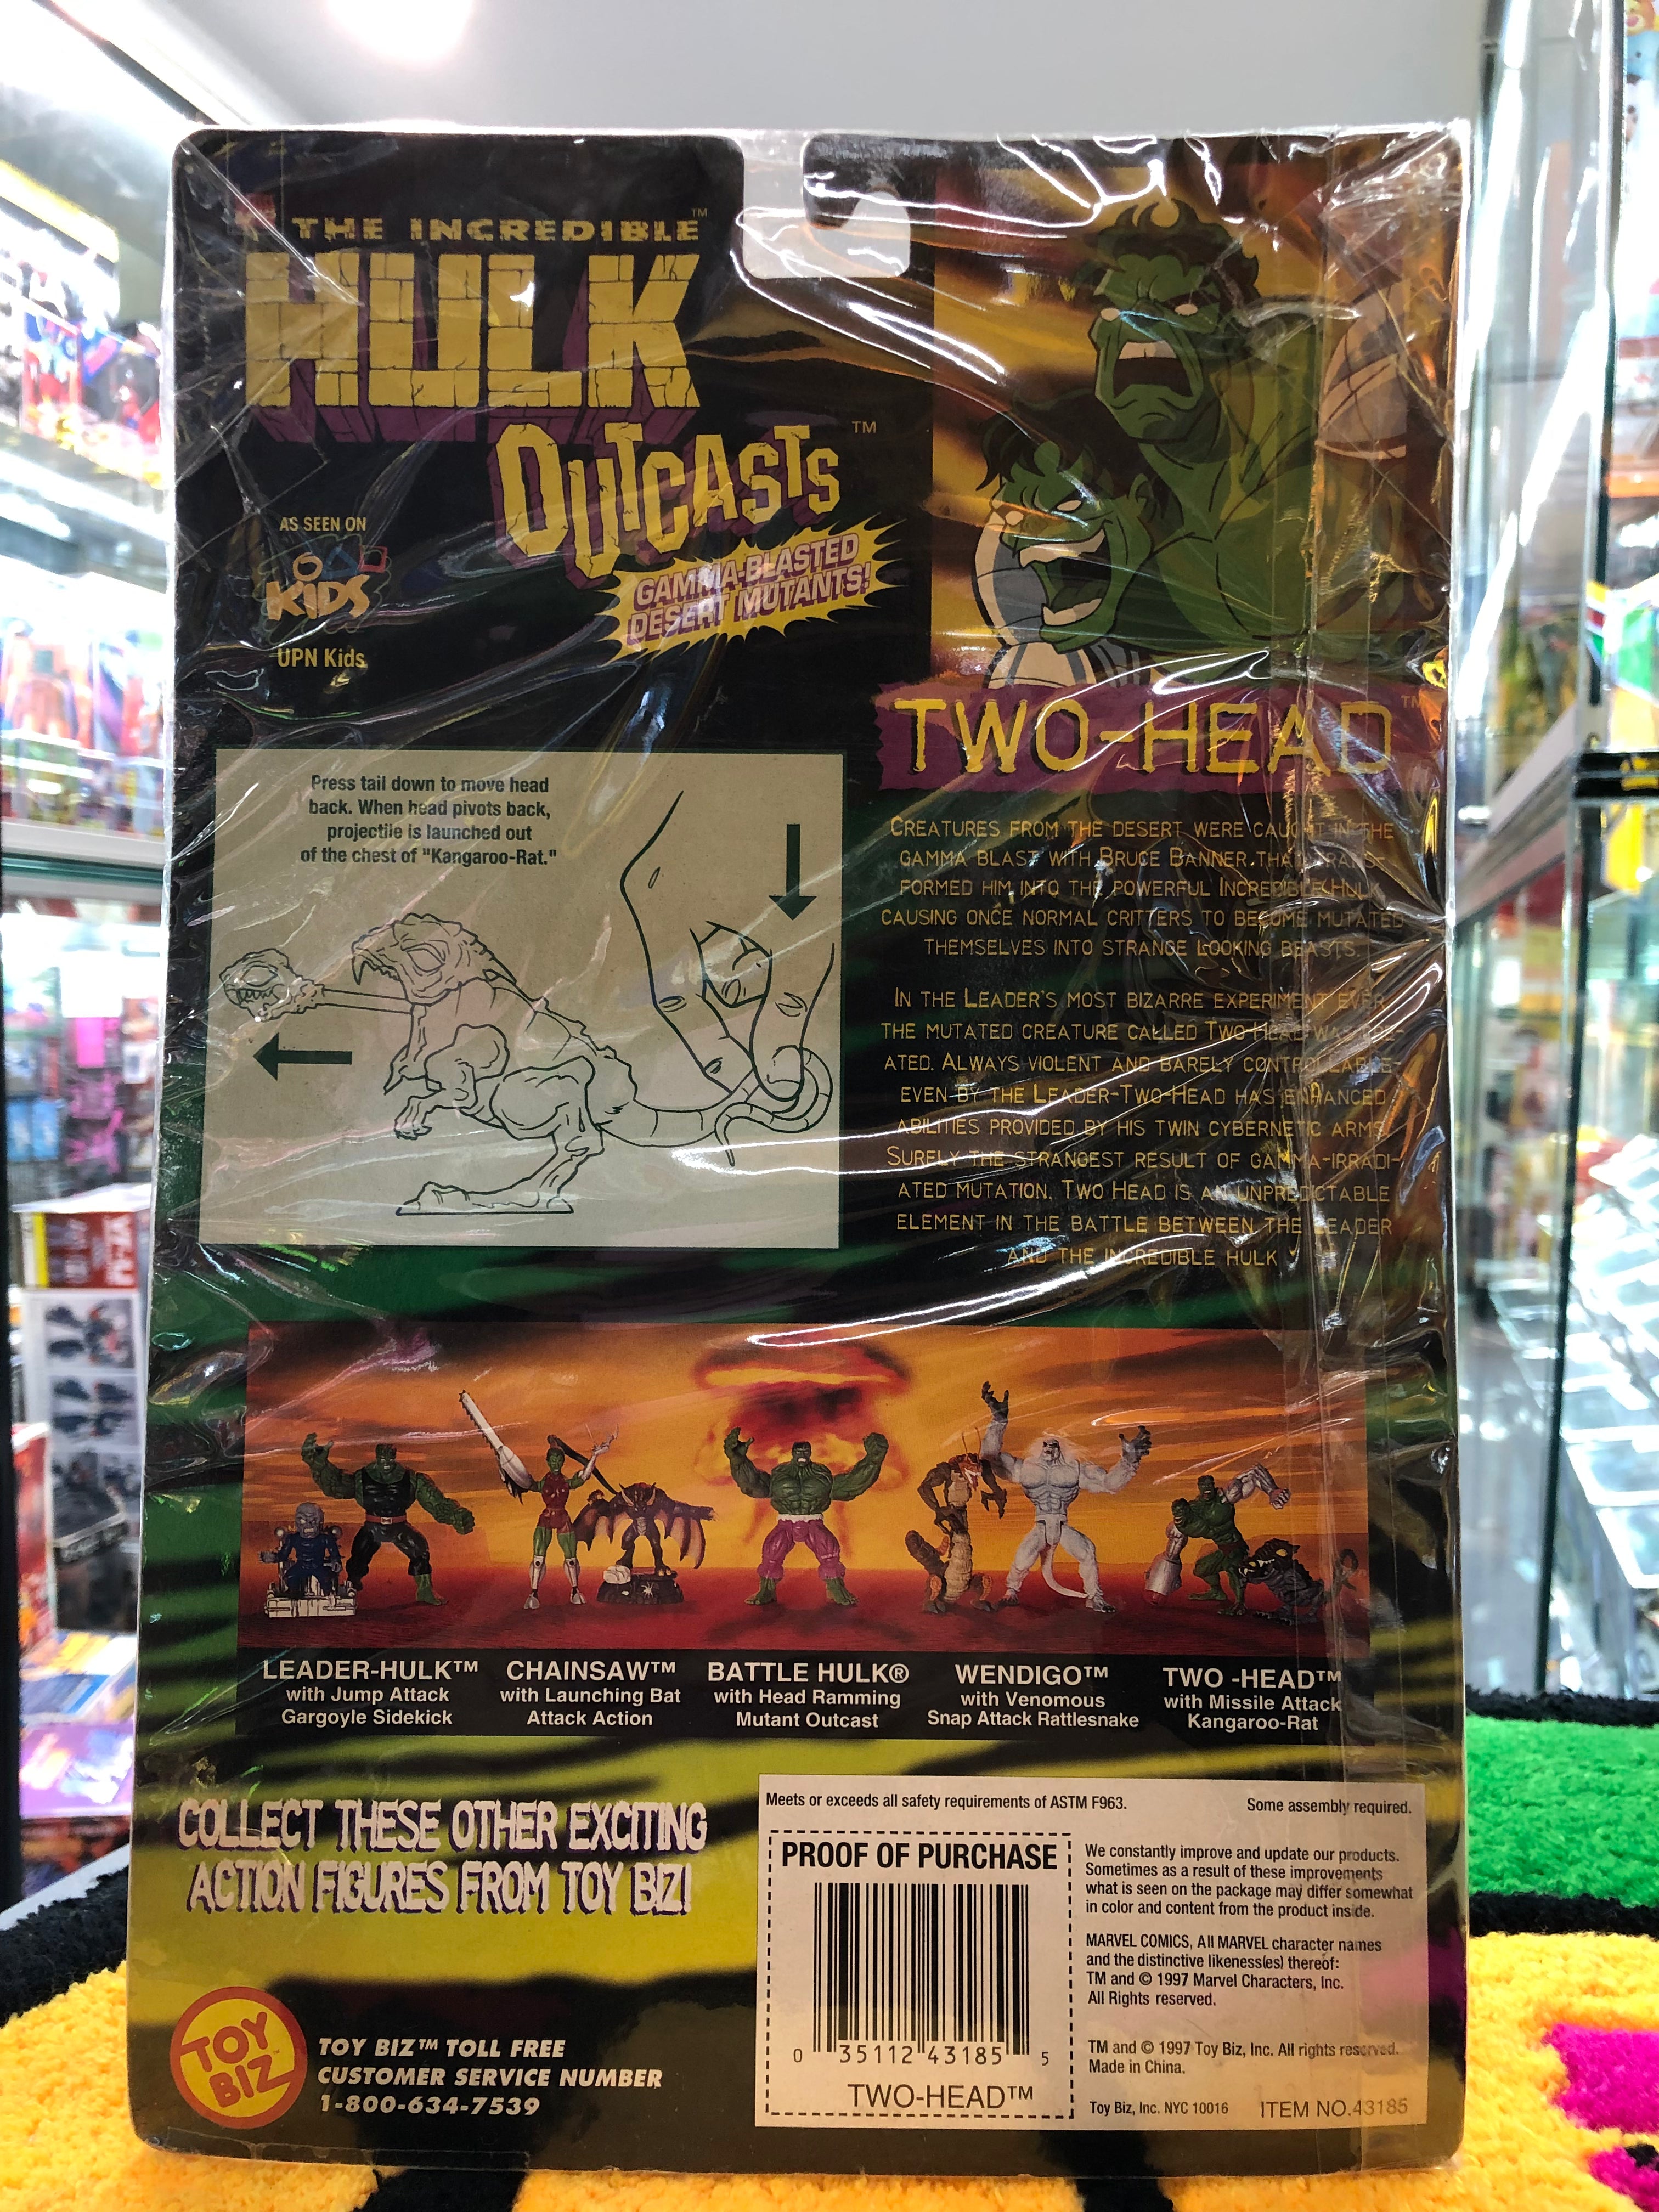 THE INCREDIBLE™
HULK
OUTCASTS™
GAMMA-BLASTED
DESERT MUTANTS!
AS SEEN ON
KIDS
UPN Kids
TWO-HEAD™
Press tail down to move head
back. When head pivots back,
projectile is launched out
of the chest of "Kangaroo-Rat."
CREATURES FROM THE DESERT WERE CAUGHT IN THE
GAMMA BLAST WITH BRUCE BANNER THAT TRANS-
FORMED HIM INTO THE POWERFUL INCREDIBLE HULK
CAUSING ONCE NORMAL CRITTERS TO BECOME MUTATED
THEMSELVES INTO STRANGE LOOKING BEASTS.
IN THE LEADER'S MOST BIZARRE EXPERIMENT EVER
THE MUTATED CREATURE CALLED TWO-HEAD WAS CRE-
ATED. ALWAYS VIOLENT AND BARELY CONTROLLABLE-
EVEN BY THE LEADER-TWO-HEAD HAS ENHANCED
ABILITIES PROVIDED BY HIS TWIN CYBERNETIC ARMS.
SURELY THE STRANGEST RESULT OF GAMMA-IRRADI-
ATED MUTATION, TWO HEAD IS AN UNPREDICTABLE
ELEMENT IN THE BATTLE BETWEEN THE LEADER
AND THE INCREDIBLE HULK
LEADER-HULK™
with Jump Attack
Gargoyle Sidekick
CHAINSAW™
with Launching Bat
Attack Action
BATTLE HULK®
with Head Ramming
Mutant Outcast
WENDIGO™
with Venomous
Snap Attack Rattlesnake
TWO -HEAD™
with Missile Attack
Kangaroo-Rat
COLLECT THESE OTHER EXCITING
ACTION FIGURES FROM TOY BIZ!
TOY
BIZ
TOY BIZ™ TOLL FREE
CUSTOMER SERVICE NUMBER
1-800-634-7539
Meets or exceeds all safety requirements of ASTM F963.
Some assembly required.
PROOF OF PURCHASE
0 35112 43185 5
TWO-HEAD™
We constantly improve and update our products.
Sometimes as a result of these improvements
what is seen on the package may differ somewhat
in color and content from the product inside.
MARVEL COMICS, All MARVEL character names
and the distinctive likeness(es) thereof:
TM and © 1997 Marvel Characters, Inc.
All Rights reserved.
TM and © 1997 Toy Biz, Inc. All rights reserved.
Made in China.
Toy Biz, Inc. NYC 10016
ITEM NO.43185